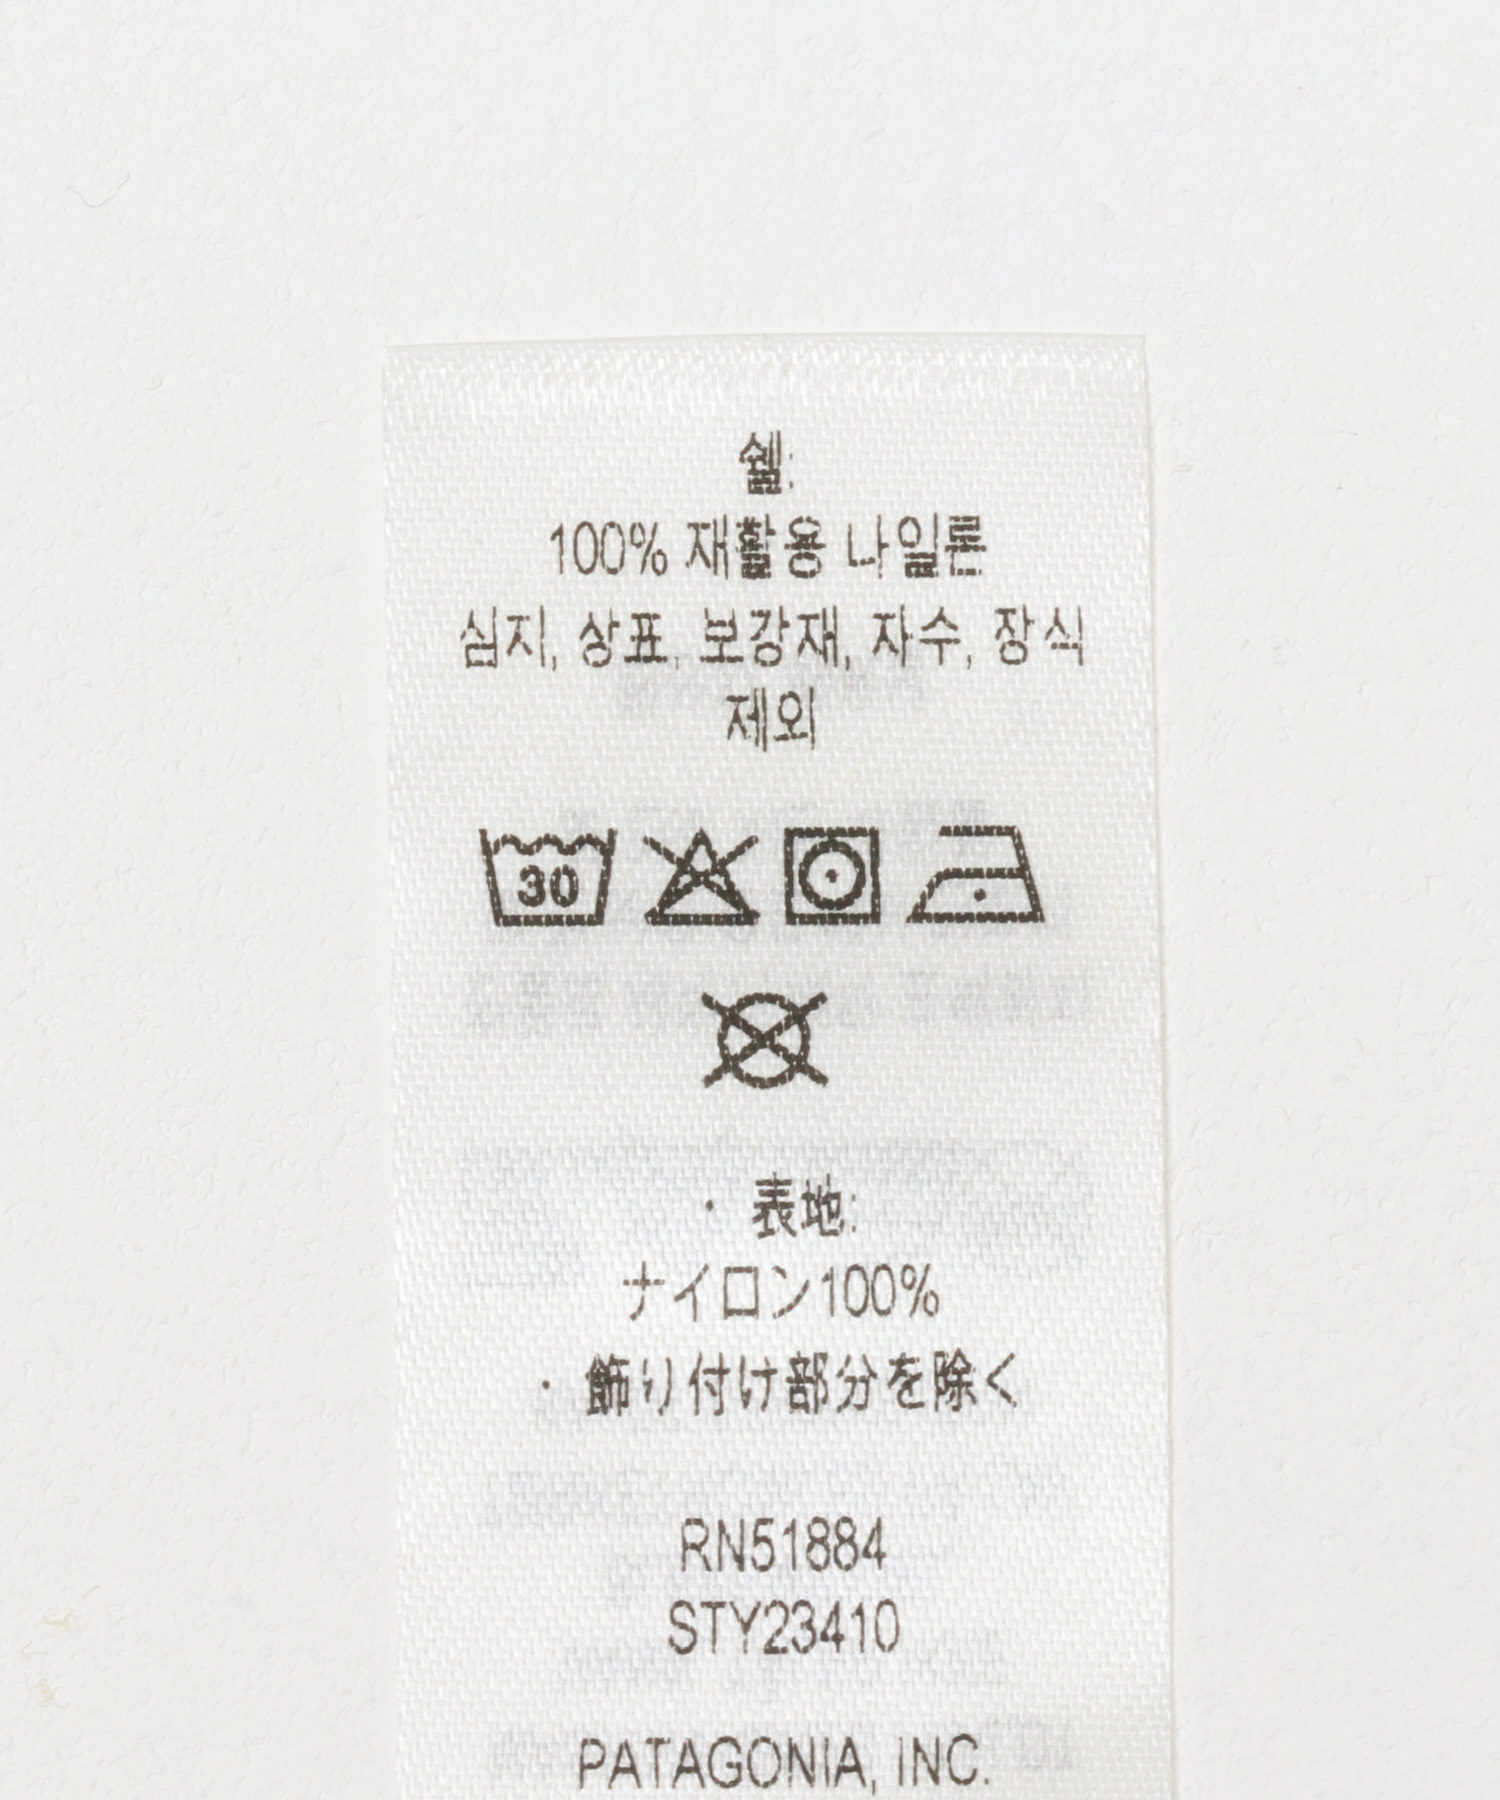 쉘:
100% 재활용 나일론
심지, 상표, 보강재, 자수, 장식
제외
30
· 表地:
ナイロン100%
· 飾り付け部分を除く
RN51884
STY23410
PATAGONIA, INC.